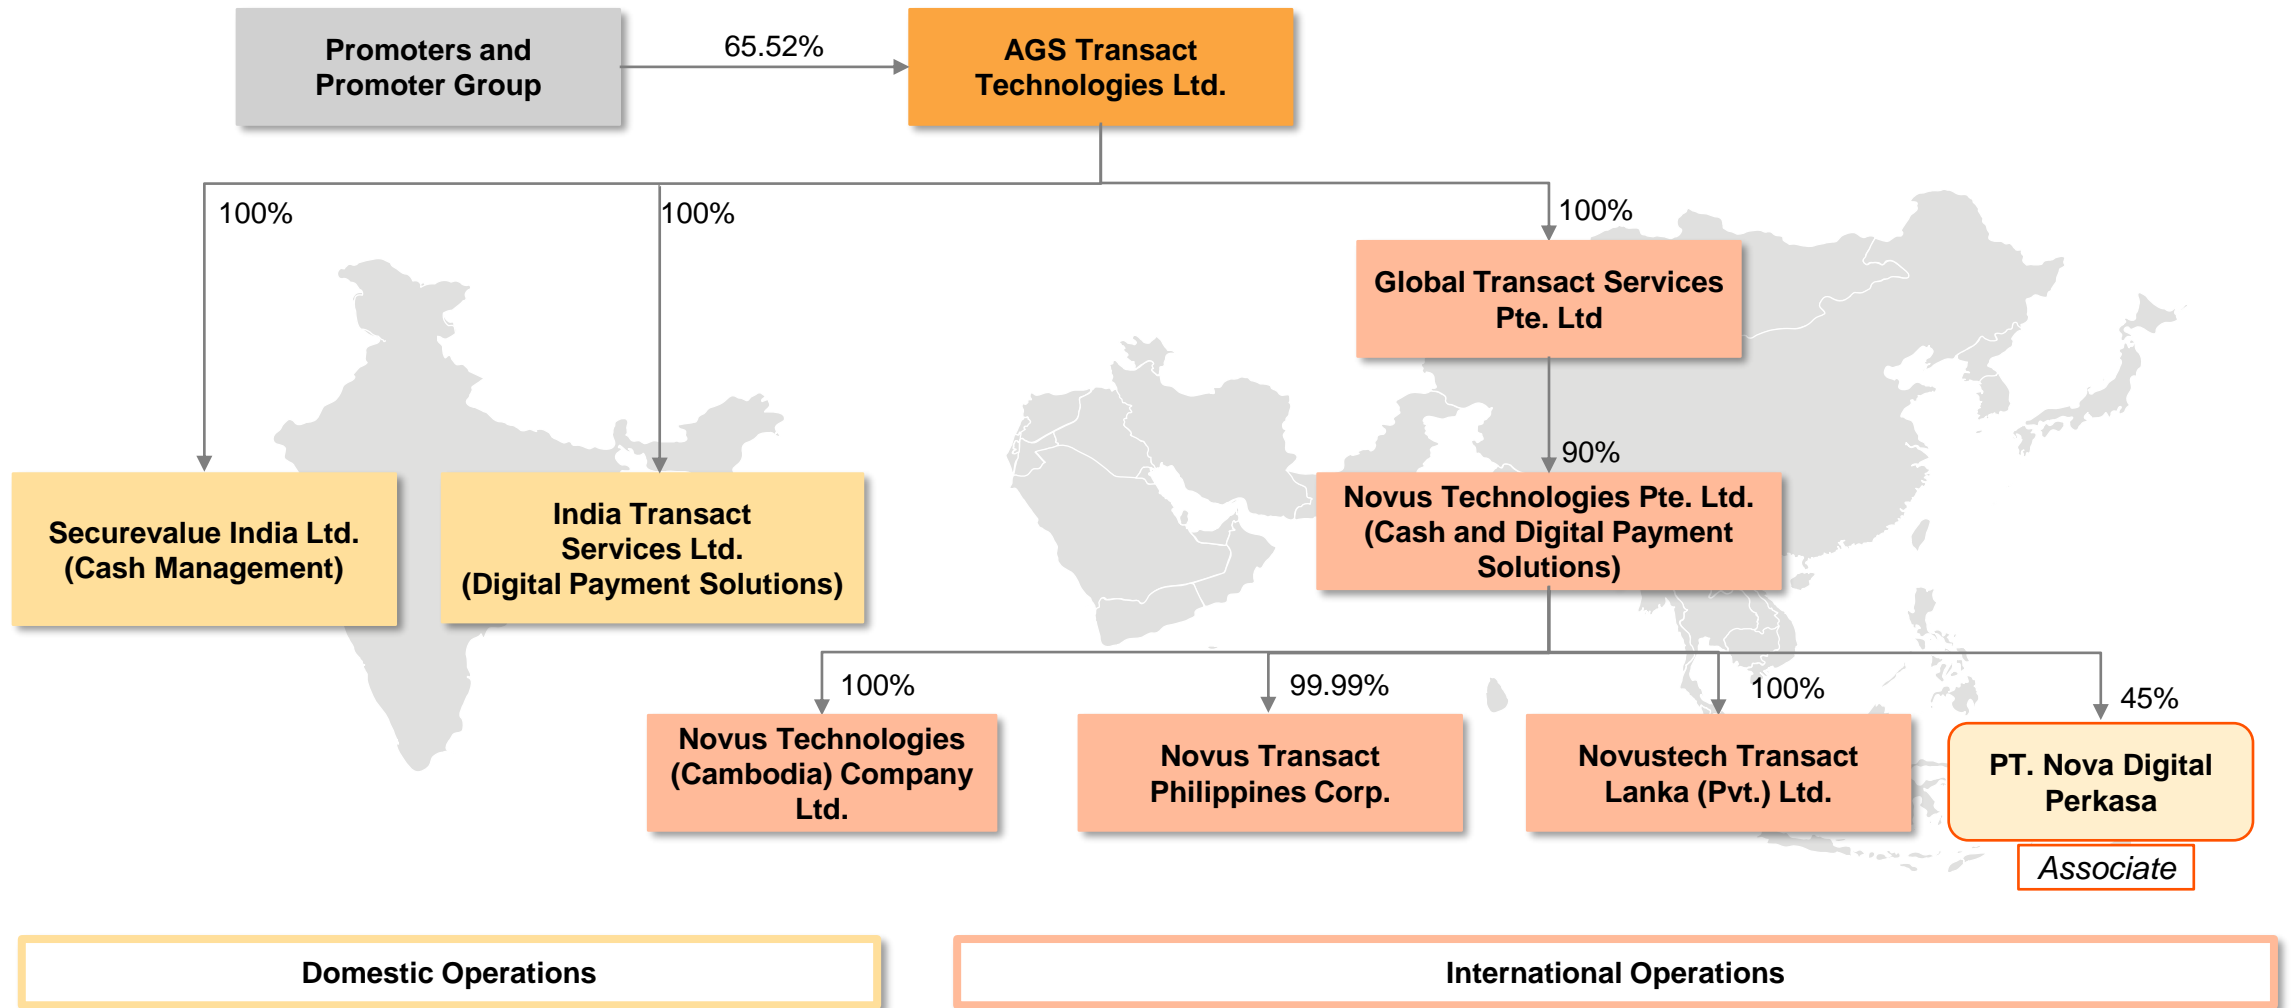 Promoters and
Promoter Group
65.52%
AGS Transact
Technologies Ltd.
100%
100%
100%
Global Transact Services
Pte. Ltd
90%
Securevalue India Ltd.
(Cash Management)
India Transact
Services Ltd.
(Digital Payment Solutions)
Novus Technologies Pte. Ltd.
(Cash and Digital Payment
Solutions)
100%
99.99%
100%
45%
Novus Technologies
(Cambodia) Company
Ltd.
Novus Transact
Philippines Corp.
Novustech Transact
Lanka (Pvt.) Ltd.
PT. Nova Digital
Perkasa
Associate
Domestic Operations
International Operations